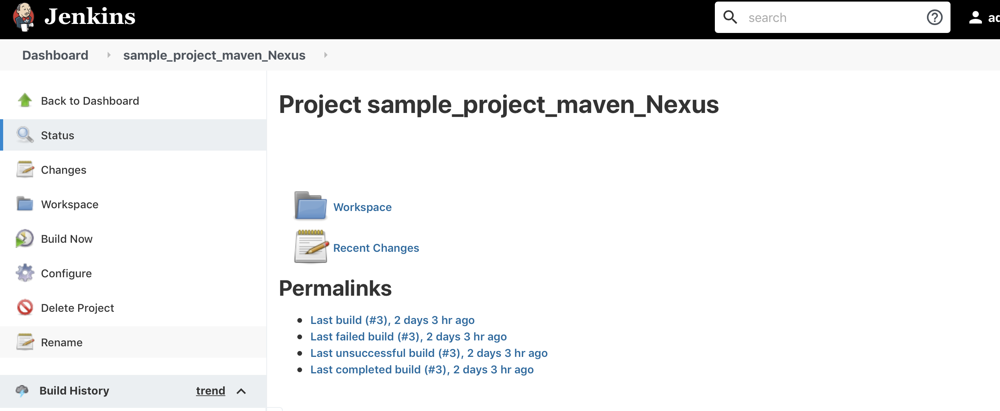 Jenkins
search
ad
Dashboard
sample_project_maven_Nexus
Back to Dashboard
Status
Changes
Workspace
Build Now
Configure
Delete Project
Rename
Build History
trend
Project sample_project_maven_Nexus
Workspace
Recent Changes
Permalinks
Last build (#3), 2 days 3 hr ago
Last failed build (#3), 2 days 3 hr ago
Last unsuccessful build (#3), 2 days 3 hr ago
Last completed build (#3), 2 days 3 hr ago